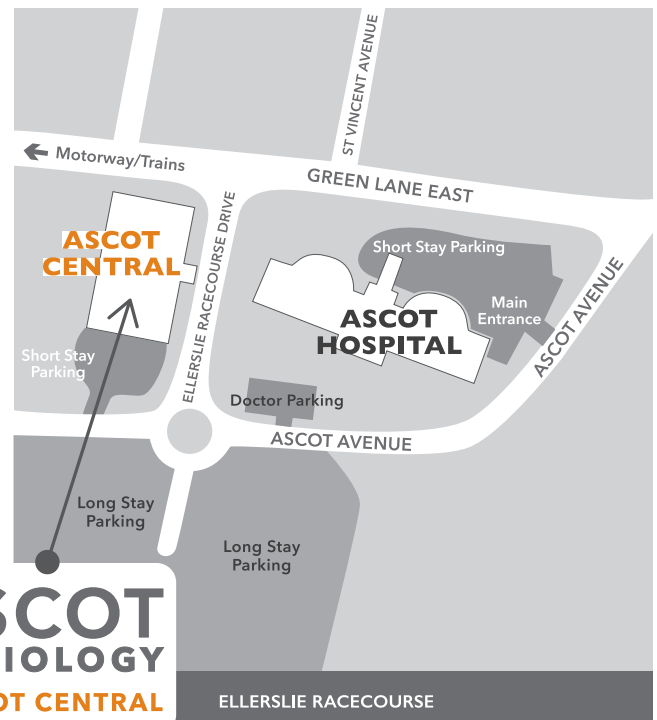 ST VINCENT AVENUE
Motorway/Trains
GREEN LANE EAST
ELLERSLIE RACECOURSE DRIVE
ASCOT
CENTRAL
Short Stay Parking
Main
Entrance
ASCOT
HOSPITAL
ASCOT AVENUE
Short Stay
Parking
Doctor Parking
ASCOT AVENUE
Long Stay
Parking
Long Stay
Parking
SCOT
IOLOGY
OT CENTRAL
ELLERSLIE RACECOURSE